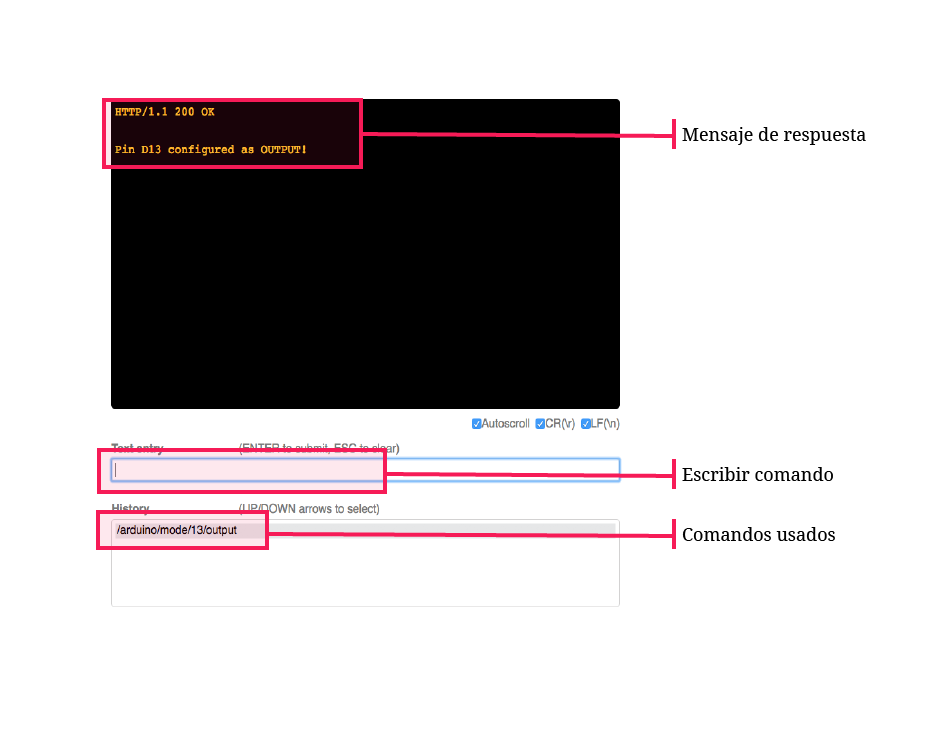 HTTP/1.1 200 OK
Pin D13 configured as OUTPUT!
Mensaje de respuesta
Autoscroll CR(\r) LF(\n)
Text entry (ENTER to submit, ESC to clear)
Escribir comando
History (UP/DOWN arrows to select)
/arduino/mode/13/output
Comandos usados